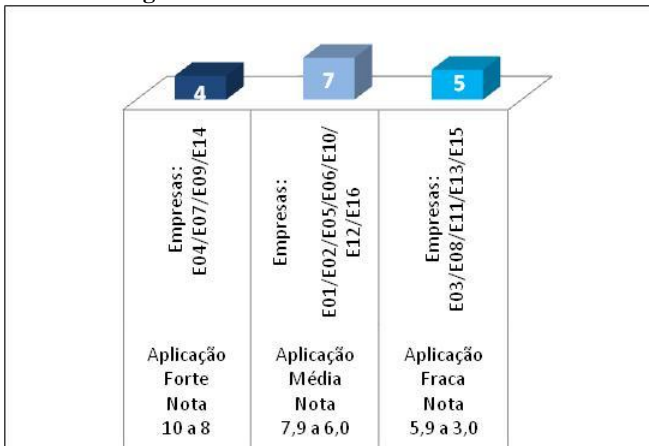 4
7
5
Empresas:
E04/E07/E09/E14
Empresas:
E01/E02/E05/E06/E10/
E12/E16
Empresas:
E03/E08/E11/E13/E15
Aplicação
Forte
Nota
10 a 8
Aplicação
Média
Nota
7,9 a 6,0
Aplicação
Fraca
Nota
5,9 a 3,0